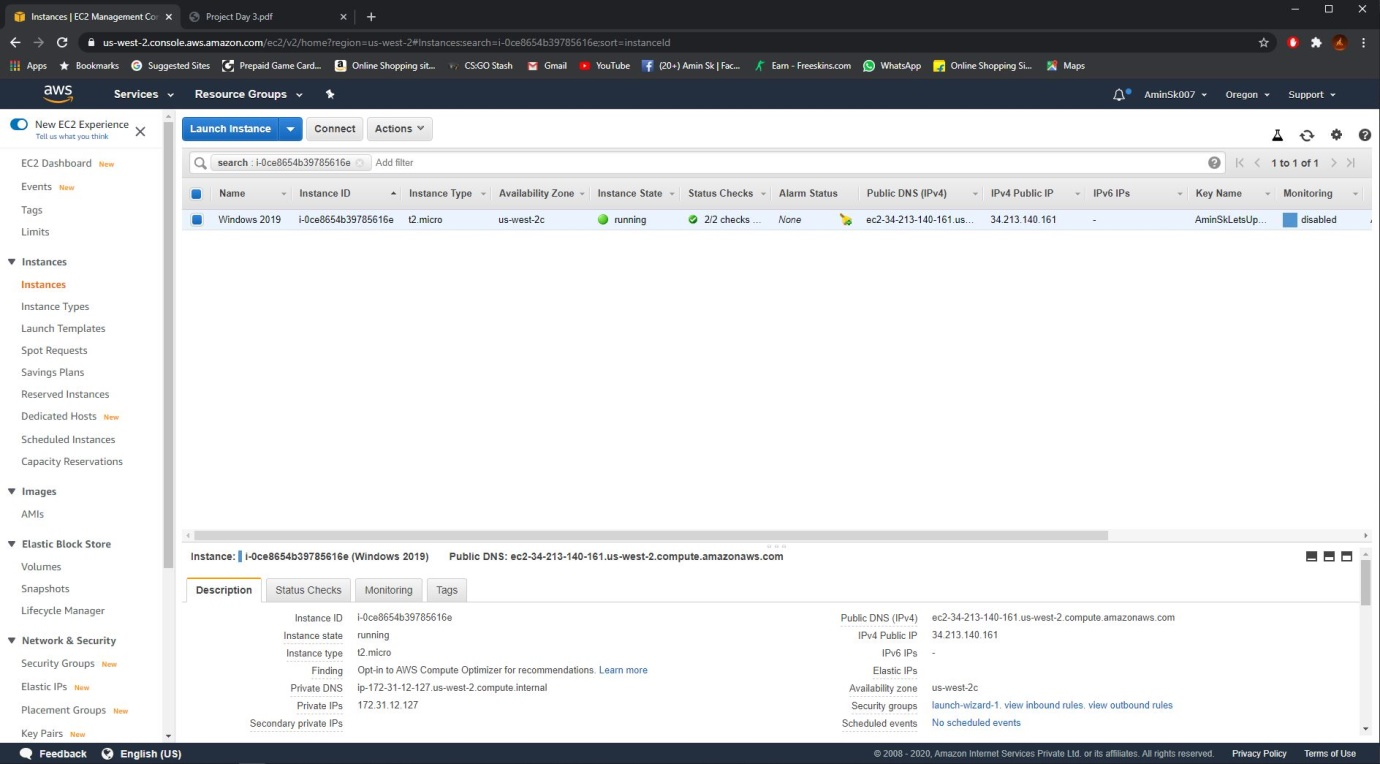 Instances | EC2 Management Co
Project Day 3.pdf
us-west-2.console.aws.amazon.com/ec2/v2/home?region=us-west-2#Instances:search=i-0ce8654b39785616e;sort=instanceId
Apps Bookmarks Suggested Sites Prepaid Game Card... Online Shopping sit... CS:GO Stash Gmail YouTube (20+) Amin Sk | Fac... Earn - Freeskins.com WhatsApp Online Shopping Si... Maps
aws Services Resource Groups AminSk007 Oregon Support
New EC2 Experience
Tell us what you think
EC2 Dashboard New
Events New
Tags
Limits
Instances
Instances
Instance Types
Launch Templates
Spot Requests
Savings Plans
Reserved Instances
Dedicated Hosts New
Scheduled Instances
Capacity Reservations
Images
AMIs
Elastic Block Store
Volumes
Snapshots
Lifecycle Manager
Network & Security
Security Groups New
Elastic IPs New
Placement Groups New
Key Pairs New
Launch Instance Connect Actions
search : i-0ce8654b39785616e Add filter 1 to 1 of 1
Name Instance ID Instance Type Availability Zone Instance State Status Checks Alarm Status Public DNS (IPv4) IPv4 Public IP IPv6 IPs Key Name Monitoring
Windows 2019 i-0ce8654b39785616e t2.micro us-west-2c running 2/2 checks ... None ec2-34-213-140-161.us... 34.213.140.161 - AminSkLetsUp... disabled
Instance: i-0ce8654b39785616e (Windows 2019) Public DNS: ec2-34-213-140-161.us-west-2.compute.amazonaws.com
Description Status Checks Monitoring Tags
Instance ID i-0ce8654b39785616e
Instance state running
Instance type t2.micro
Finding Opt-in to AWS Compute Optimizer for recommendations. Learn more
Private DNS ip-172-31-12-127.us-west-2.compute.internal
Private IPs 172.31.12.127
Secondary private IPs
Public DNS (IPv4) ec2-34-213-140-161.us-west-2.compute.amazonaws.com
IPv4 Public IP 34.213.140.161
IPv6 IPs -
Elastic IPs
Availability zone us-west-2c
Security groups launch-wizard-1. view inbound rules. view outbound rules
Scheduled events No scheduled events
Feedback English (US) © 2008 - 2020, Amazon Internet Services Private Ltd. or its affiliates. All rights reserved. Privacy Policy Terms of Use